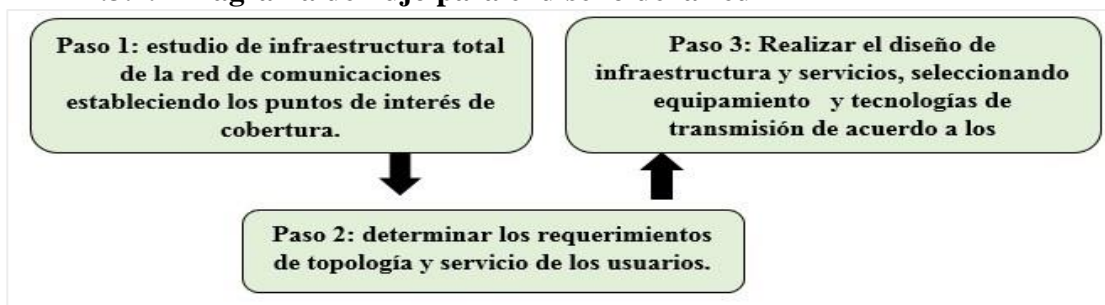 Paso 1: estudio de infraestructura total
de la red de comunicaciones
estableciendo los puntos de interés de
cobertura.
Paso 2: determinar los requerimientos
de topología y servicio de los usuarios.
Paso 3: Realizar el diseño de
infraestructura y servicios, seleccionando
equipamiento y tecnologías de
transmisión de acuerdo a los